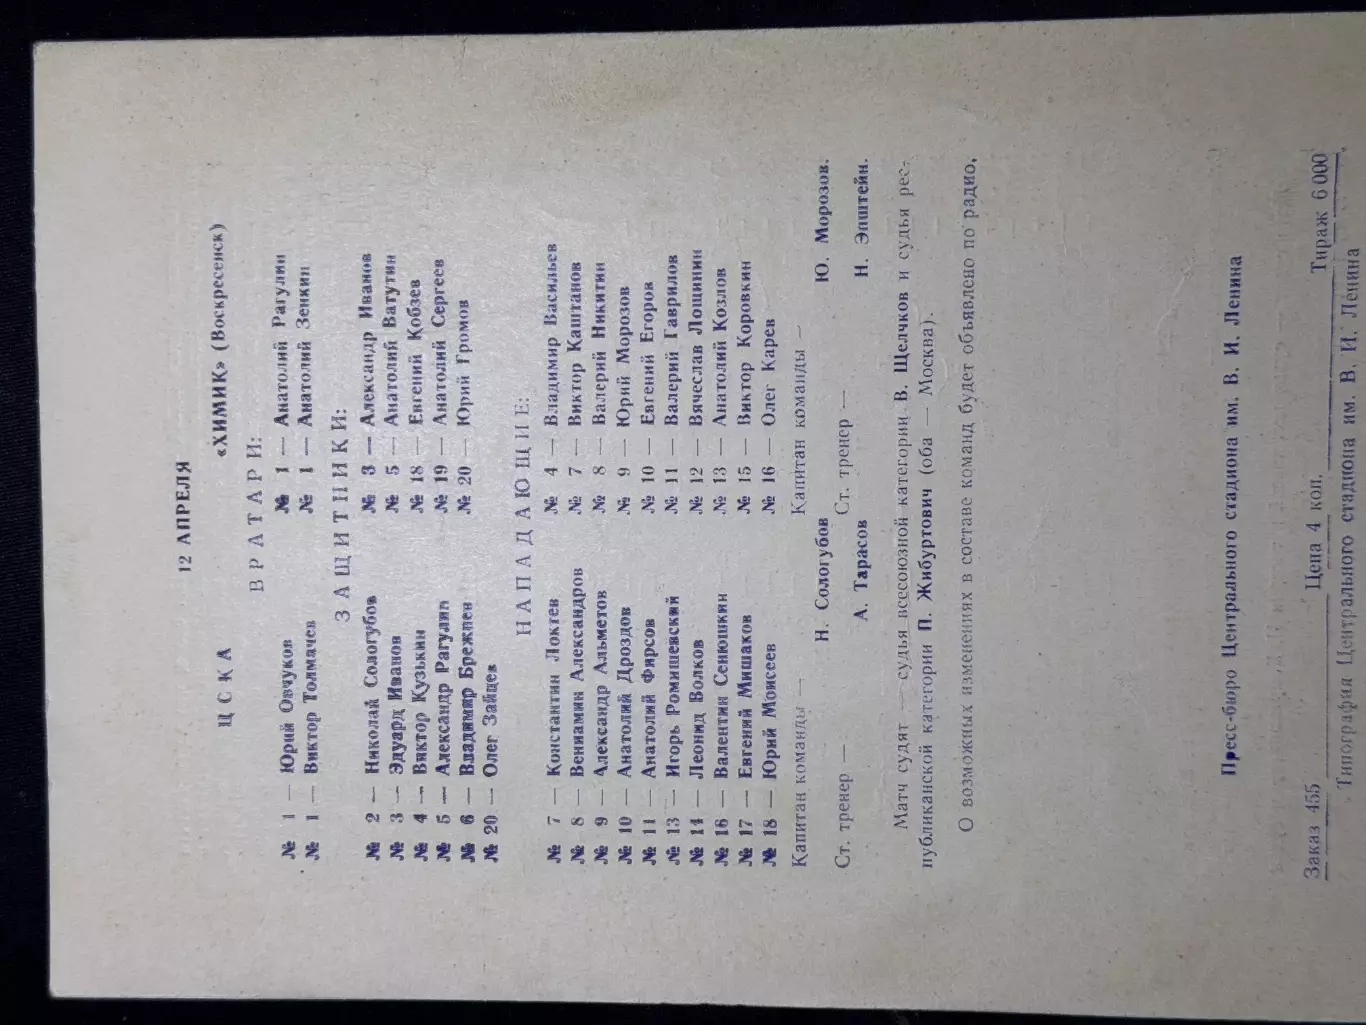 12 АПРЕЛЯ
ЦСКА «ХИМИК» (Воскресенск)
ВРАТАРИ:
№ 1 — Юрий Овчуков № 1 — Анатолий Рагулин
№ 1 — Виктор Толмачев № 1 — Анатолий Зенкин
ЗАЩИТНИКИ:
№ 2 — Николай Сологубов № 3 — Александр Иванов
№ 3 — Эдуард Иванов № 5 — Анатолий Ватутин
№ 4 — Виктор Кузькин № 18 — Евгений Кобзев
№ 5 — Александр Рагулин № 19 — Анатолий Сергеев
№ 6 — Владимир Брежнев № 20 — Юрий Громов
№ 20 — Олег Зайцев
НАПАДАЮЩИЕ:
№ 7 — Константин Локтев № 4 — Владимир Васильев
№ 8 — Вениамин Александров № 7 — Виктор Каштанов
№ 9 — Александр Альметов № 8 — Валерий Никитин
№ 10 — Анатолий Дроздов № 9 — Юрий Морозов
№ 11 — Анатолий Фирсов № 10 — Евгений Егоров
№ 13 — Игорь Ромишевский № 11 — Валерий Гаврилов
№ 14 — Леонид Волков № 12 — Вячеслав Лощинин
№ 16 — Валентин Сенюшкин № 13 — Анатолий Козлов
№ 17 — Евгений Мишаков № 15 — Виктор Коровкин
№ 18 — Юрий Моисеев № 16 — Олег Карев
Капитан команды — Капитан команды —
Н. Сологубов Ю. Морозов.
Ст. тренер — Ст. тренер —
А. Тарасов Н. Эпштейн.
Матч судят — судья всесоюзной категории В. Щелчков и судья рес-
публиканской категории П. Жибуртович (оба — Москва).
О возможных изменениях в составе команд будет объявлено по радио.
Пресс-бюро Центрального стадиона им. В. И. Ленина
Заказ 455 Цена 4 коп. Тираж 6 000
Типография Центрального стадиона им. В. И. Ленина